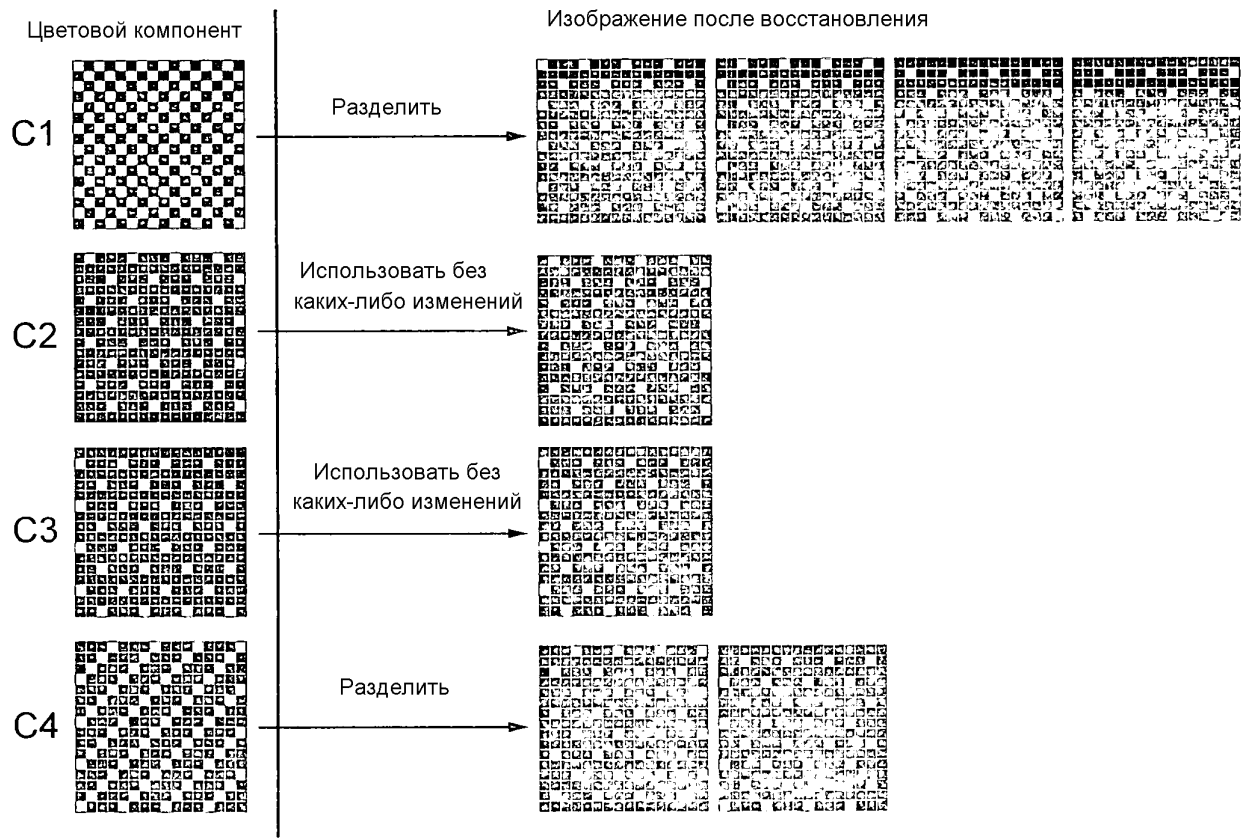 Цветовой компонент
Изображение после восстановления
C1
Разделить
C2
Использовать без
каких-либо изменений
C3
Использовать без
каких-либо изменений
C4
Разделить